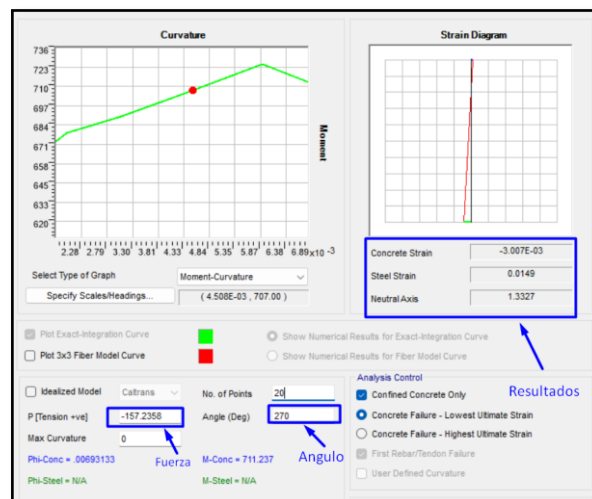 Curvature
736
723
710
697
684
671
658
645
633
620
Moment
2.28 2.79 3.30 3.81 4.33 4.84 5.35 5.87 6.38 6.89 x10 -3
Select Type of Graph
Moment-Curvature
Specify Scales/Headings...
( 4.508E-03 , 707.00 )
Strain Diagram
Concrete Strain -3.007E-03
Steel Strain 0.0149
Neutral Axis 1.3327
Plot Exact-Integration Curve
Show Numerical Results for Exact-Integration Curve
Plot 3x3 Fiber Model Curve
Show Numerical Results for Fiber Model Curve
Idealized Model
Caltrans
No. of Points 20
P [Tension +ve] -157.2358
Angle (Deg) 270
Max Curvature 0
Fuerza
Angulo
Phi-Conc = .00693133
M-Conc = 711.237
Phi-Steel = N/A
M-Steel = N/A
Analysis Control
Resultados
Confined Concrete Only
Concrete Failure - Lowest Ultimate Strain
Concrete Failure - Highest Ultimate Strain
First Rebar/Tendon Failure
User Defined Curvature